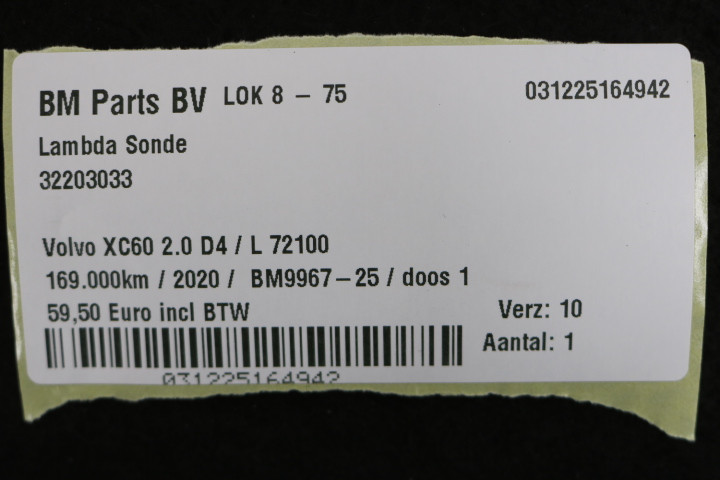 BM Parts BV LOK 8 – 75 031225164942
Lambda Sonde
32203033
Volvo XC60 2.0 D4 / L 72100
169.000km / 2020 / BM9967–25 / doos 1
59,50 Euro incl BTW Verz: 10
Aantal: 1
031225164942